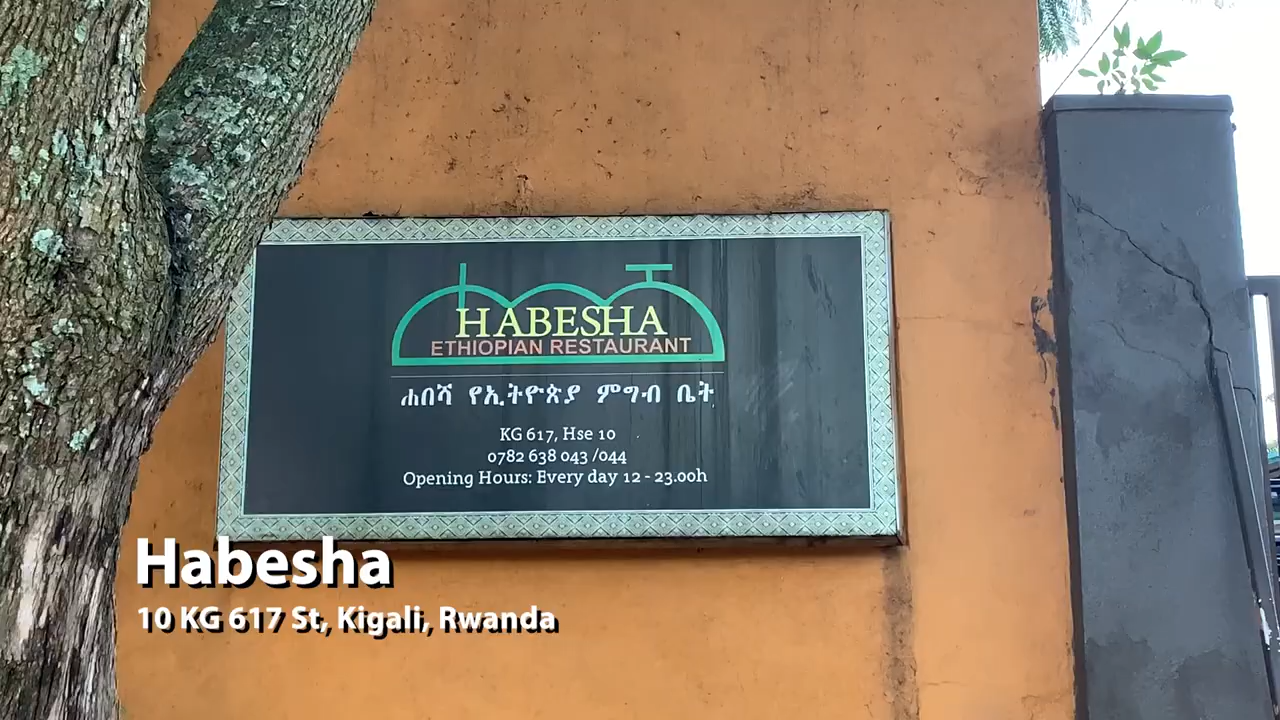 HABESHA
ETHIOPIAN RESTAURANT
ሐበሻ የኢትዮጵያ ምግብ ቤት
KG 617, Hse 10
0782 638 043 /044
Opening Hours: Every day 12 - 23.00h
Habesha
10 KG 617 St, Kigali, Rwanda